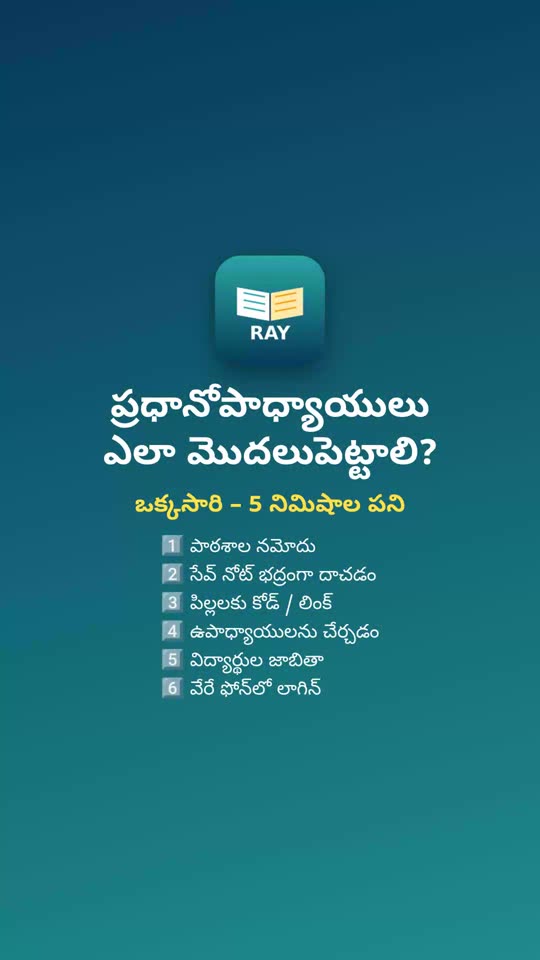 RAY
ప్రధానోపాధ్యాయులు
ఎలా మొదలుపెట్టాలి?
ఒక్కసారి – 5 నిమిషాల పని
1 పాఠశాల నమోదు
2 సేవ్ నోట్ భద్రంగా దాచడం
3 పిల్లలకు కోడ్ / లింక్
4 ఉపాధ్యాయులను చేర్చడం
5 విద్యార్థుల జాబితా
6 వేరే ఫోన్‌లో లాగిన్